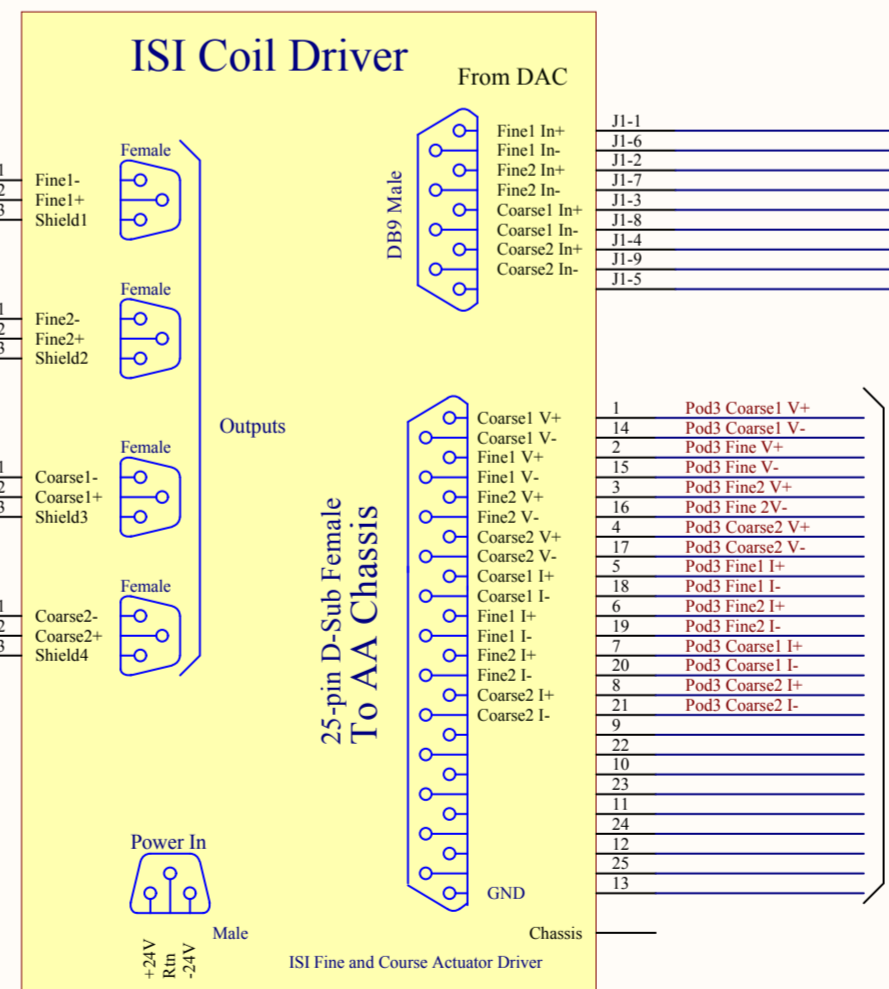 ISI Coil Driver
From DAC
DB9 Male
Fine1 In+
Fine1 In-
Fine2 In+
Fine2 In-
Coarse1 In+
Coarse1 In-
Coarse2 In+
Coarse2 In-
J1-1
J1-6
J1-2
J1-7
J1-3
J1-8
J1-4
J1-9
J1-5
Female
1 Fine1-
2 Fine1+
3 Shield1
Female
1 Fine2-
2 Fine2+
3 Shield2
Outputs
Female
1 Coarse1-
2 Coarse1+
3 Shield3
Female
1 Coarse2-
2 Coarse2+
3 Shield4
25-pin D-Sub Female
To AA Chassis
Coarse1 V+ 1 Pod3 Coarse1 V+
Coarse1 V- 14 Pod3 Coarse1 V-
Fine1 V+ 2 Pod3 Fine V+
Fine1 V- 15 Pod3 Fine V-
Fine2 V+ 3 Pod3 Fine2 V+
Fine2 V- 16 Pod3 Fine 2V-
Coarse2 V+ 4 Pod3 Coarse2 V+
Coarse2 V- 17 Pod3 Coarse2 V-
Coarse1 I+ 5 Pod3 Fine1 I+
Coarse1 I- 18 Pod3 Fine1 I-
Fine1 I+ 6 Pod3 Fine2 I+
Fine1 I- 19 Pod3 Fine2 I-
Fine2 I+ 7 Pod3 Coarse1 I+
Fine2 I- 20 Pod3 Coarse1 I-
Coarse2 I+ 8 Pod3 Coarse2 I+
Coarse2 I- 21 Pod3 Coarse2 I-
9
22
10
23
11
24
12
25
GND 13
Chassis
Power In
Male
+24V
Rtn
-24V
ISI Fine and Course Actuator Driver